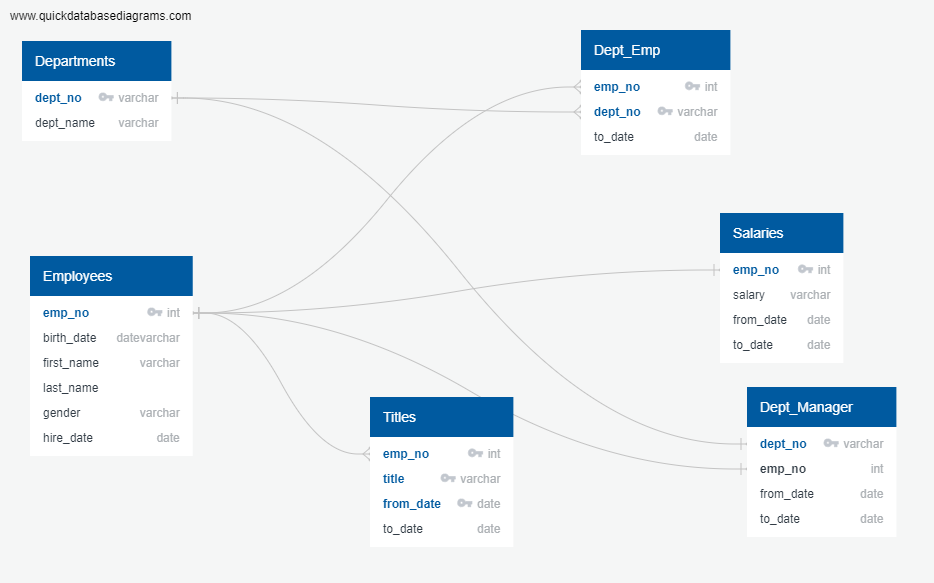 www.quickdatabasediagrams.com
Departments
dept_no varchar
dept_name varchar
Dept_Emp
emp_no int
dept_no varchar
to_date date
Salaries
emp_no int
salary varchar
from_date date
to_date date
Employees
emp_no int
birth_date datevarchar
first_name varchar
last_name
gender varchar
hire_date date
Titles
emp_no int
title varchar
from_date date
to_date date
Dept_Manager
dept_no varchar
emp_no int
from_date date
to_date date